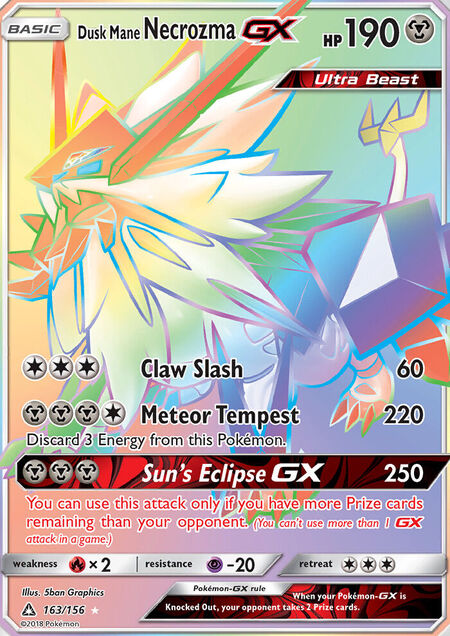 BASIC
Dusk Mane Necrozma GX HP 190
Ultra Beast
Claw Slash 60
Meteor Tempest 220
Discard 3 Energy from this Pokémon.
Sun's Eclipse GX 250
You can use this attack only if you have more Prize cards
remaining than your opponent. (You can't use more than 1 GX
attack in a game.)
weakness × 2 resistance -20 retreat
Illus. 5ban Graphics
Pokémon-GX rule
When your Pokémon-GX is
Knocked Out, your opponent takes 2 Prize cards.
163/156
©2018 Pokémon